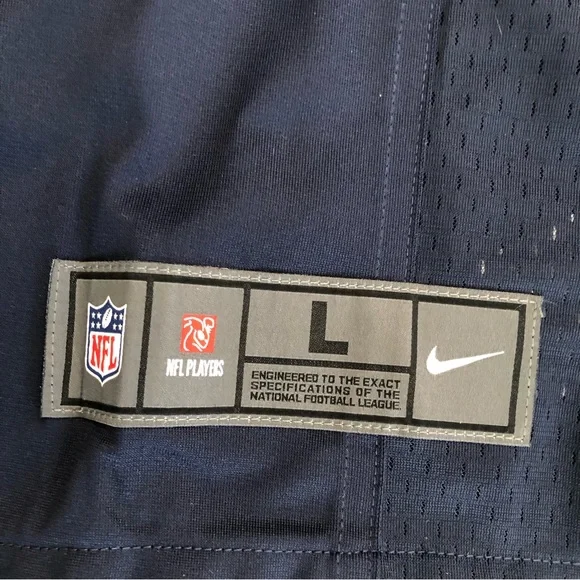 NFL
NFL PLAYERS
L
ENGINEERED TO THE EXACT
SPECIFICATIONS OF THE
NATIONAL FOOTBALL LEAGUE.